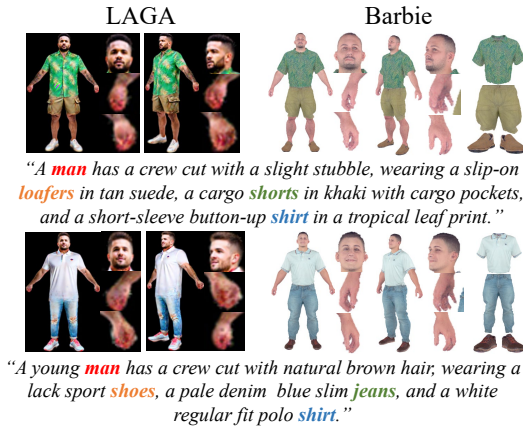 LAGA Barbie
“A man has a crew cut with a slight stubble, wearing a slip-on
loafers in tan suede, a cargo shorts in khaki with cargo pockets,
and a short-sleeve button-up shirt in a tropical leaf print.”
“A young man has a crew cut with natural brown hair, wearing a
lack sport shoes, a pale denim blue slim jeans, and a white
regular fit polo shirt.”